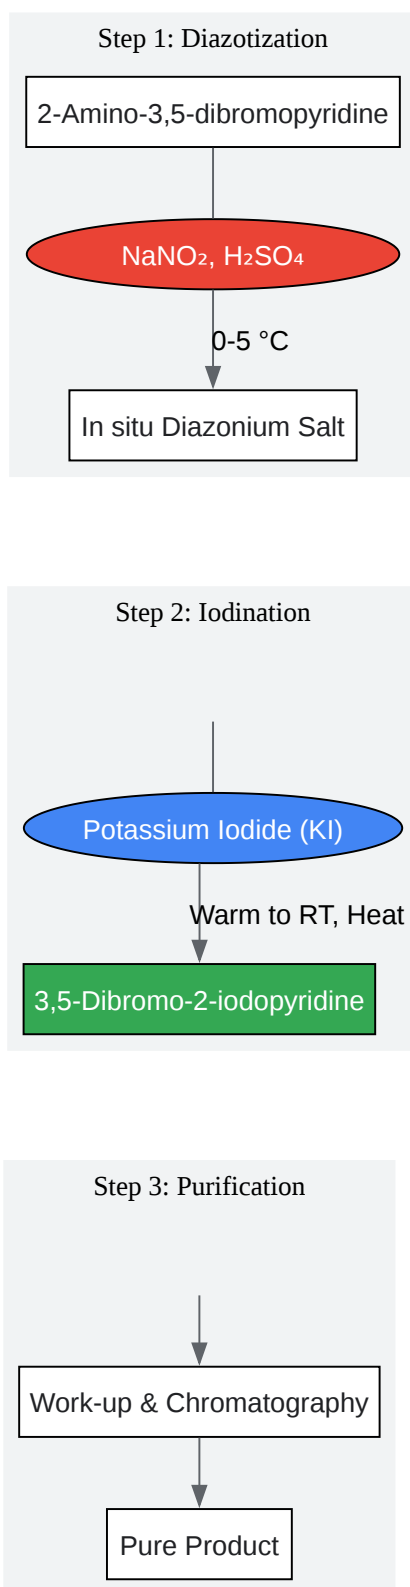 Step 1: Diazotization
2-Amino-3,5-dibromopyridine
NaNO₂, H₂SO₄
0-5 °C
In situ Diazonium Salt
Step 2: Iodination
Potassium Iodide (KI)
Warm to RT, Heat
3,5-Dibromo-2-iodopyridine
Step 3: Purification
Work-up & Chromatography
Pure Product